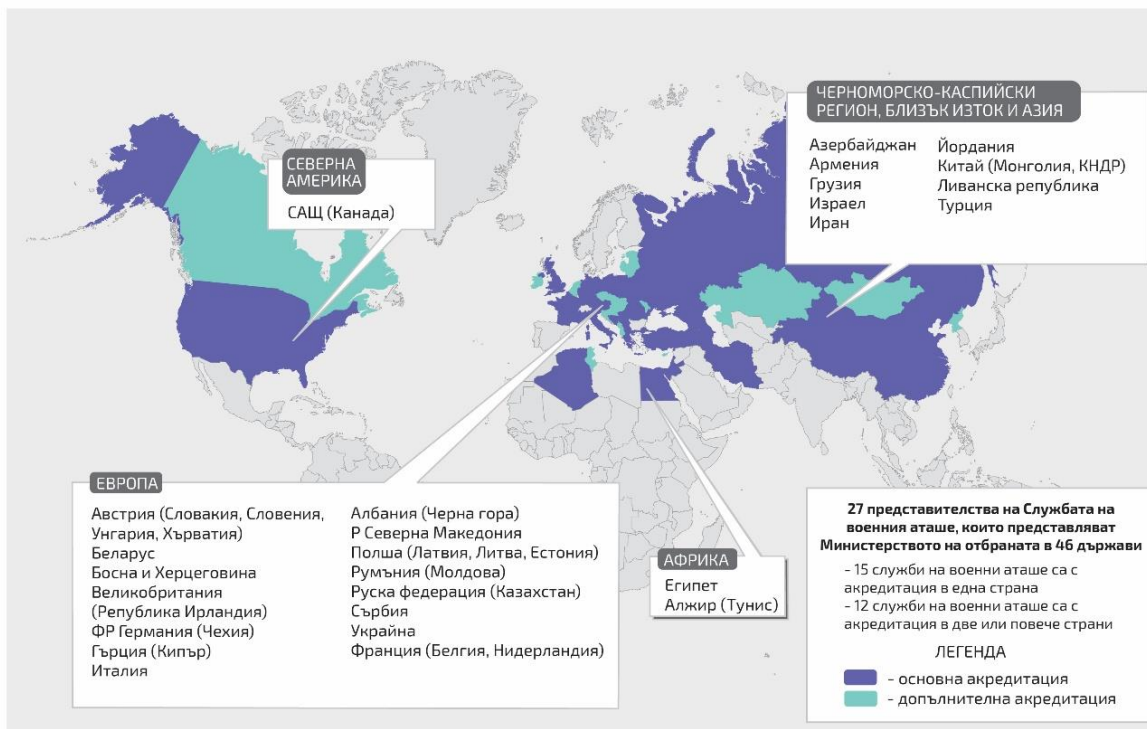 СЕВЕРНА
АМЕРИКА
САЩ (Канада)
ЧЕРНОМОРСКО-КАСПИЙСКИ
РЕГИОН, БЛИЗЪК ИЗТОК И АЗИЯ
Азербайджан
Армения
Грузия
Израел
Иран
Йордания
Китай (Монголия, КНДР)
Ливанска република
Турция
ЕВРОПА
Австрия (Словакия, Словения,
Унгария, Хърватия)
Беларус
Босна и Херцеговина
Великобритания
(Република Ирландия)
ФР Германия (Чехия)
Гърция (Кипър)
Италия
Албания (Черна гора)
Р Северна Македония
Полша (Латвия, Литва, Естония)
Румъния (Молдова)
Руска федерация (Казахстан)
Сърбия
Украйна
Франция (Белгия, Нидерландия)
АФРИКА
Египет
Алжир (Тунис)
27 представителства на Службата на
военния аташе, които представляват
Министерството на отбраната в 46 държави
- 15 служби на военни аташе са с
акредитация в една страна
- 12 служби на военни аташе са с
акредитация в две или повече страни
ЛЕГЕНДА
- основна акредитация
- допълнителна акредитация